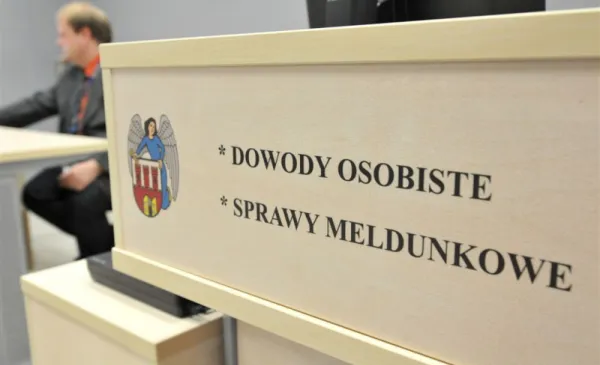 * DOWODY OSOBISTE
* SPRAWY MELDUNKOWE